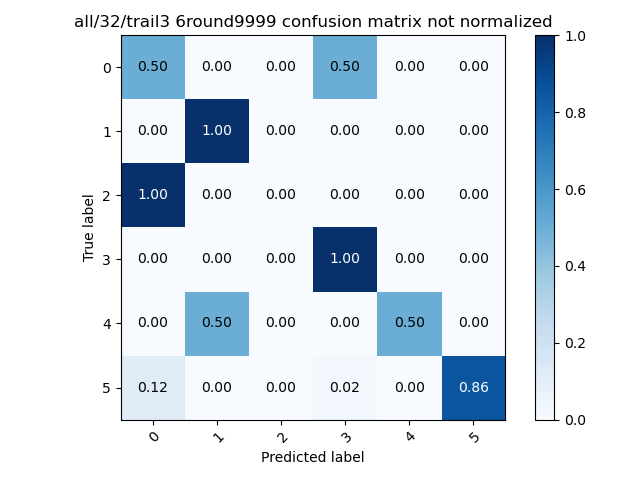 all/32/trail3 6round9999 confusion matrix not normalized
True label
0 0.50 0.00 0.00 0.50 0.00 0.00
1 0.00 1.00 0.00 0.00 0.00 0.00
2 1.00 0.00 0.00 0.00 0.00 0.00
3 0.00 0.00 0.00 1.00 0.00 0.00
4 0.00 0.50 0.00 0.00 0.50 0.00
5 0.12 0.00 0.00 0.02 0.00 0.86
0 1 2 3 4 5
Predicted label
1.0
0.8
0.6
0.4
0.2
0.0